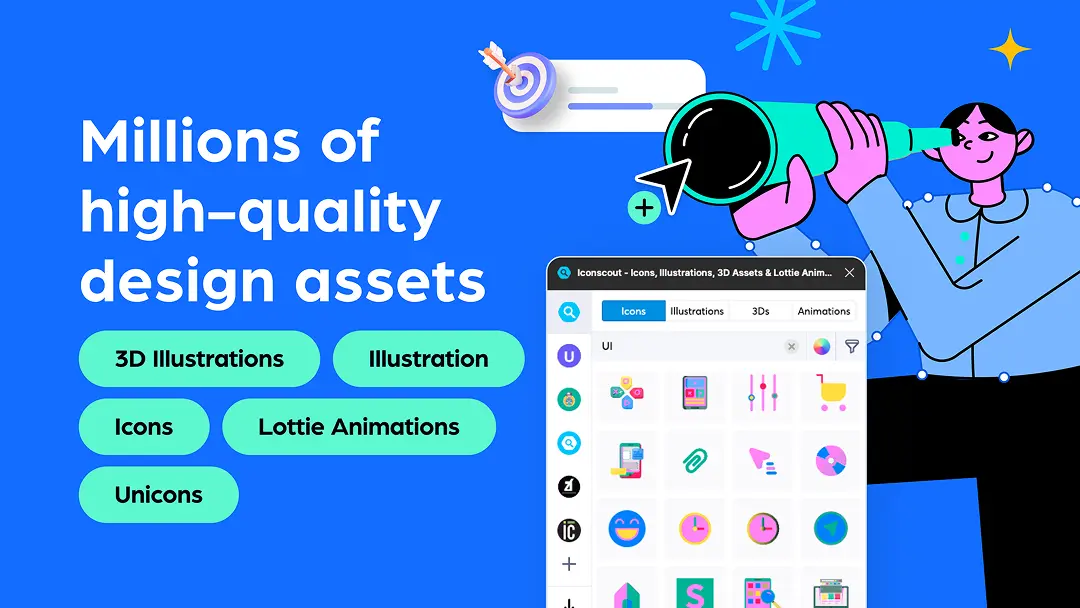 Millions of
high-quality
design assets
3D Illustrations
Illustration
Icons
Lottie Animations
Unicons
Iconscout - Icons, Illustrations, 3D Assets & Lottie Anim...
Icons
Illustrations
3Ds
Animations
UI
U
ic
S